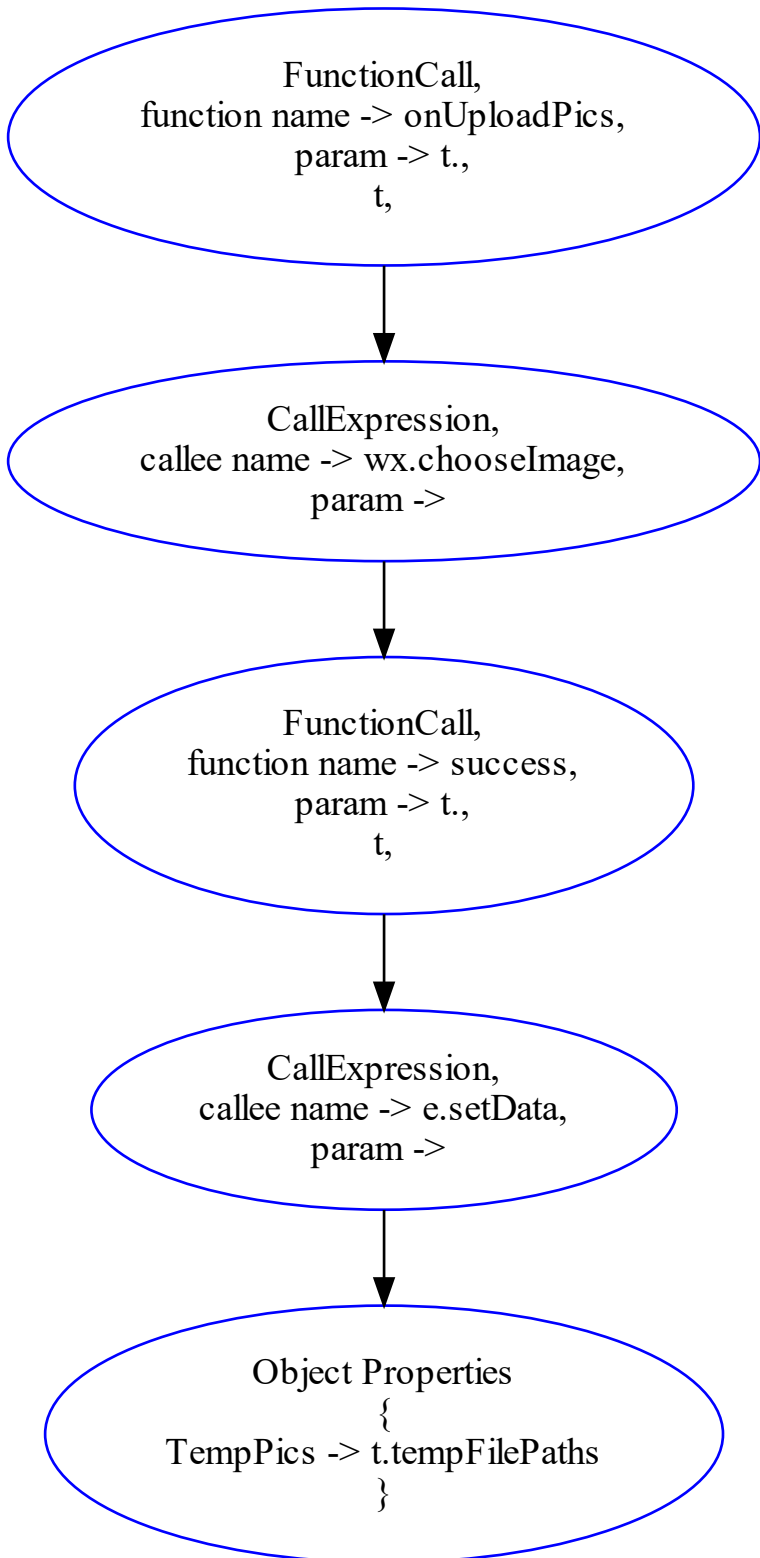 FunctionCall,
function name -> onUploadPics,
param -> t.,
t,
CallExpression,
callee name -> wx.chooseImage,
param ->
FunctionCall,
function name -> success,
param -> t.,
t,
CallExpression,
callee name -> e.setData,
param ->
Object Properties
{
TempPics -> t.tempFilePaths
}